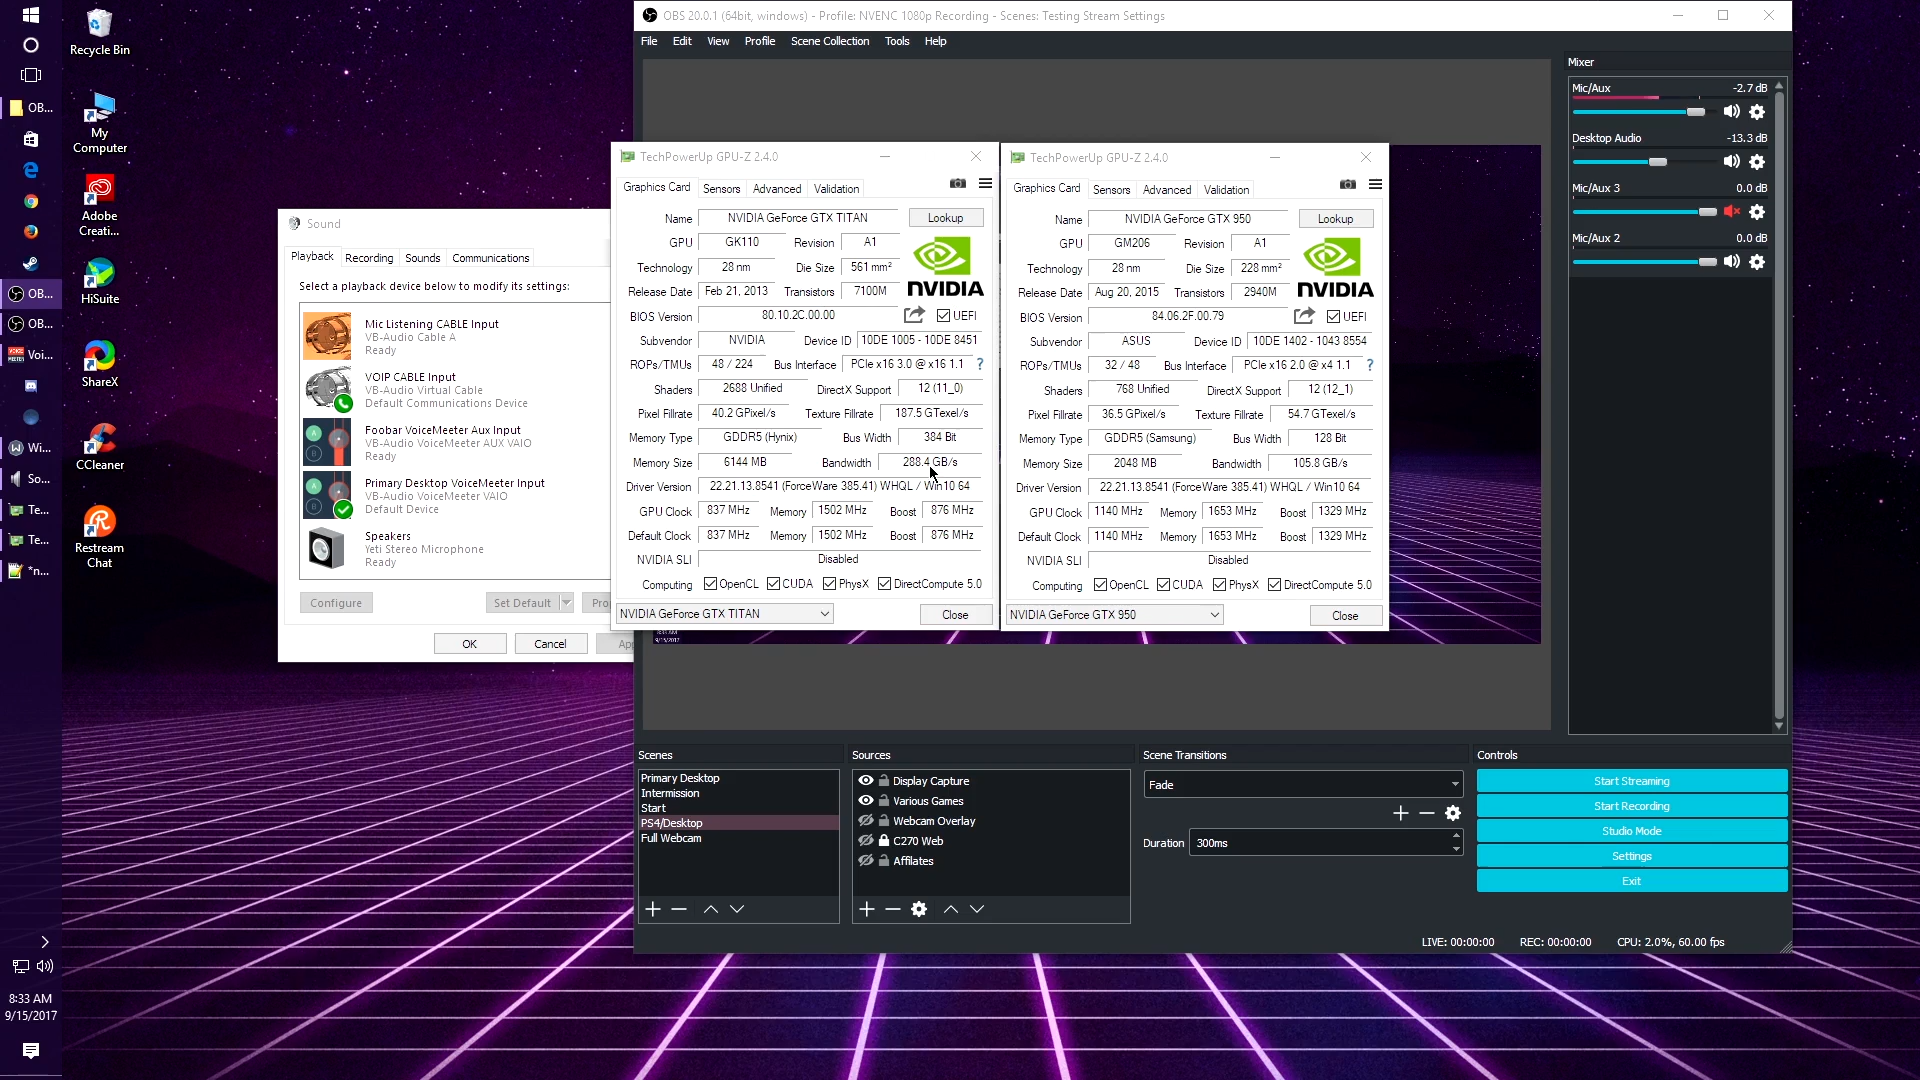 Recycle Bin
My
Computer
Adobe
Creati...
HiSuite
ShareX
CCleaner
Restream
Chat
OB...
OB...
OB...
Voi...
Wi...
So...
Te...
Te...
*n...
8:33 AM
9/15/2017
Sound
Playback Recording Sounds Communications
Select a playback device below to modify its settings:
Mic Listening CABLE Input
VB-Audio Cable A
Ready
VOIP CABLE Input
VB-Audio Virtual Cable
Default Communications Device
Foobar VoiceMeeter Aux Input
VB-Audio VoiceMeeter AUX VAIO
Ready
Primary Desktop VoiceMeeter Input
VB-Audio VoiceMeeter VAIO
Default Device
Speakers
Yeti Stereo Microphone
Ready
Configure Set Default Pro
OK Cancel App
OBS 20.0.1 (64bit, windows) - Profile: NVENC 1080p Recording - Scenes: Testing Stream Settings
File Edit View Profile Scene Collection Tools Help
TechPowerUp GPU-Z 2.4.0
Graphics Card Sensors Advanced Validation
Name NVIDIA GeForce GTX TITAN Lookup
GPU GK110 Revision A1
Technology 28 nm Die Size 561 mm²
Release Date Feb 21, 2013 Transistors 7100M
NVIDIA
BIOS Version 80.10.2C.00.00 UEFI
Subvendor NVIDIA Device ID 10DE 1005 - 10DE 8451
ROPs/TMUs 48 / 224 Bus Interface PCIe x16 3.0 @ x16 1.1 ?
Shaders 2688 Unified DirectX Support 12 (11_0)
Pixel Fillrate 40.2 GPixel/s Texture Fillrate 187.5 GTexel/s
Memory Type GDDR5 (Hynix) Bus Width 384 Bit
Memory Size 6144 MB Bandwidth 288.4 GB/s
Driver Version 22.21.13.8541 (ForceWare 385.41) WHQL / Win10 64
GPU Clock 837 MHz Memory 1502 MHz Boost 876 MHz
Default Clock 837 MHz Memory 1502 MHz Boost 876 MHz
NVIDIA SLI Disabled
Computing OpenCL CUDA PhysX DirectCompute 5.0
NVIDIA GeForce GTX TITAN Close
TechPowerUp GPU-Z 2.4.0
Graphics Card Sensors Advanced Validation
Name NVIDIA GeForce GTX 950 Lookup
GPU GM206 Revision A1
Technology 28 nm Die Size 228 mm²
Release Date Aug 20, 2015 Transistors 2940M
NVIDIA
BIOS Version 84.06.2F.00.79 UEFI
Subvendor ASUS Device ID 10DE 1402 - 1043 8554
ROPs/TMUs 32 / 48 Bus Interface PCIe x16 2.0 @ x4 1.1 ?
Shaders 768 Unified DirectX Support 12 (12_1)
Pixel Fillrate 36.5 GPixel/s Texture Fillrate 54.7 GTexel/s
Memory Type GDDR5 (Samsung) Bus Width 128 Bit
Memory Size 2048 MB Bandwidth 105.8 GB/s
Driver Version 22.21.13.8541 (ForceWare 385.41) WHQL / Win10 64
GPU Clock 1140 MHz Memory 1653 MHz Boost 1329 MHz
Default Clock 1140 MHz Memory 1653 MHz Boost 1329 MHz
NVIDIA SLI Disabled
Computing OpenCL CUDA PhysX DirectCompute 5.0
NVIDIA GeForce GTX 950 Close
9/15/2017
Mixer
Mic/Aux -2.7 dB
Desktop Audio -13.3 dB
Mic/Aux 3 0.0 dB
Mic/Aux 2 0.0 dB
Scenes
Primary Desktop
Intermission
Start
PS4/Desktop
Full Webcam
Sources
Display Capture
Various Games
Webcam Overlay
C270 Web
Affilates
Scene Transitions
Fade
Duration 300ms
Controls
Start Streaming
Start Recording
Studio Mode
Settings
Exit
LIVE: 00:00:00 REC: 00:00:00 CPU: 2.0%, 60.00 fps